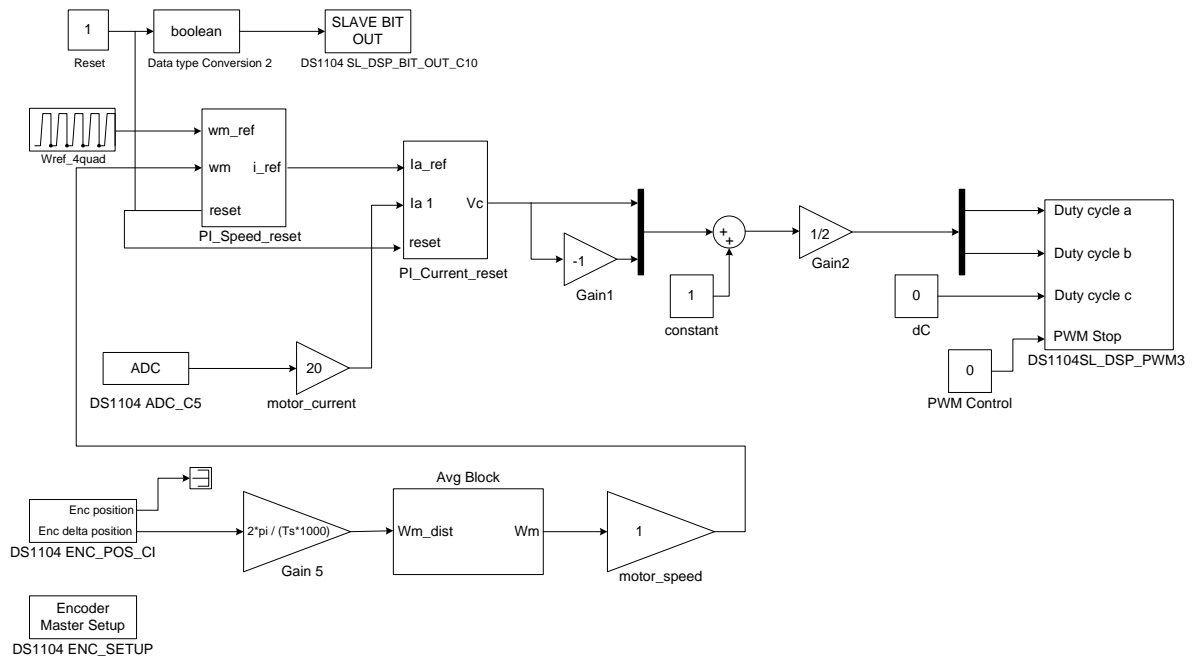 1
Reset
boolean
Data type Conversion 2
SLAVE BIT
OUT
DS1104 SL_DSP_BIT_OUT_C10
Wref_4quad
wm_ref
wm
i_ref
reset
PI_Speed_reset
Ia_ref
Ia 1
Vc
reset
PI_Current_reset
-1
Gain1
+
+
1
constant
1/2
Gain2
0
dC
0
PWM Control
Duty cycle a
Duty cycle b
Duty cycle c
PWM Stop
DS1104SL_DSP_PWM3
ADC
DS1104 ADC_C5
20
motor_current
Enc position
Enc delta position
DS1104 ENC_POS_CI
2*pi / (Ts*1000)
Gain 5
Avg Block
Wm_dist
Wm
1
motor_speed
Encoder
Master Setup
DS1104 ENC_SETUP